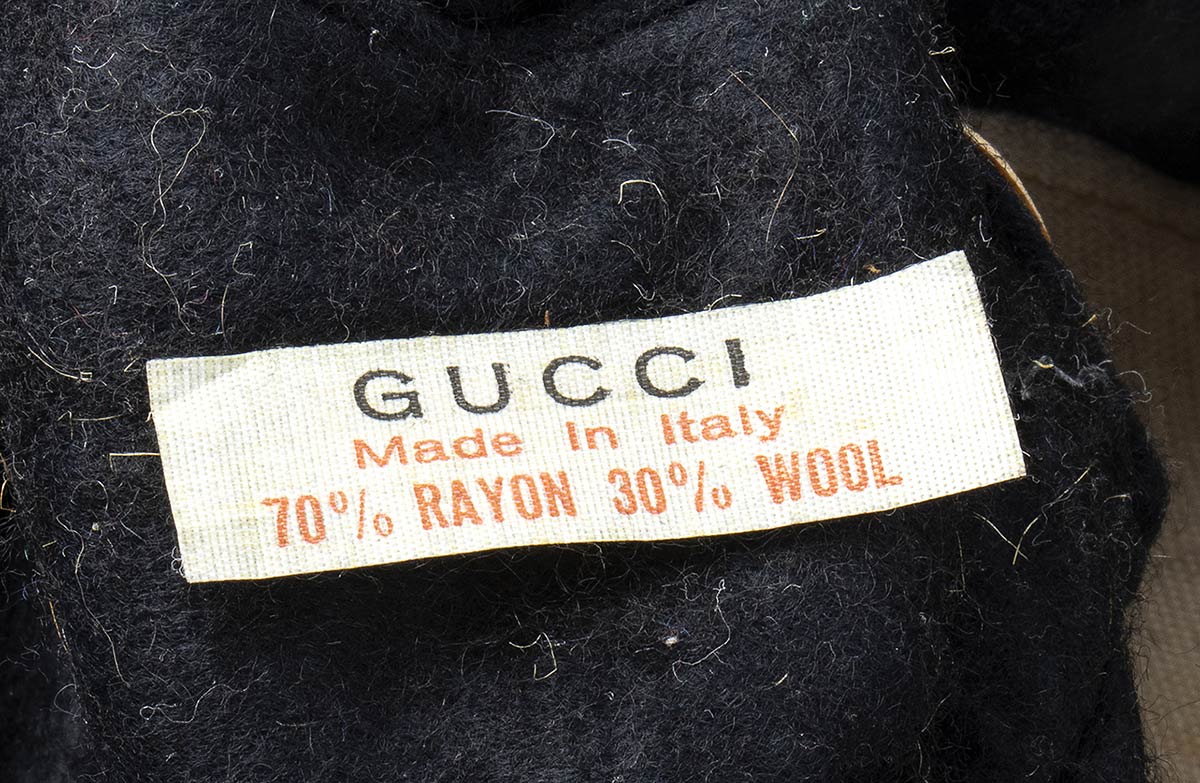 GUCCI
Made In Italy
70% RAYON 30% WOOL